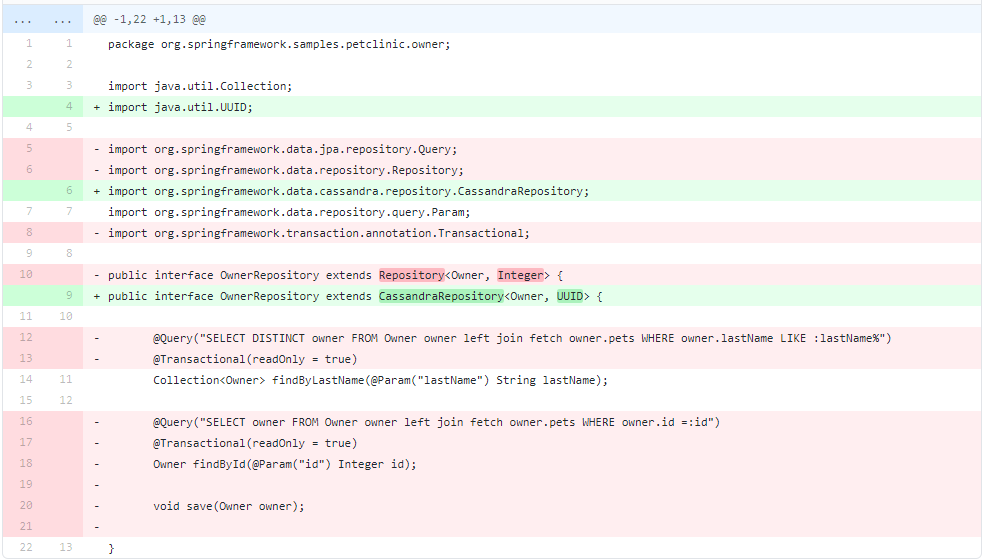 ... ... @@ -1,22 +1,13 @@
1 1 package org.springframework.samples.petclinic.owner;
2 2
3 3 import java.util.Collection;
4 + import java.util.UUID;
4 5
5 - import org.springframework.data.jpa.repository.Query;
6 - import org.springframework.data.repository.Repository;
6 + import org.springframework.data.cassandra.repository.CassandraRepository;
7 7 import org.springframework.data.repository.query.Param;
8 - import org.springframework.transaction.annotation.Transactional;
9 8
10 - public interface OwnerRepository extends Repository<Owner, Integer> {
9 + public interface OwnerRepository extends CassandraRepository<Owner, UUID> {
11 10
12 - @Query("SELECT DISTINCT owner FROM Owner owner left join fetch owner.pets WHERE owner.lastName LIKE :lastName%")
13 - @Transactional(readOnly = true)
14 11 Collection<Owner> findByLastName(@Param("lastName") String lastName);
15 12
16 - @Query("SELECT owner FROM Owner owner left join fetch owner.pets WHERE owner.id =:id")
17 - @Transactional(readOnly = true)
18 - Owner findById(@Param("id") Integer id);
19 -
20 - void save(Owner owner);
21 -
22 13 }